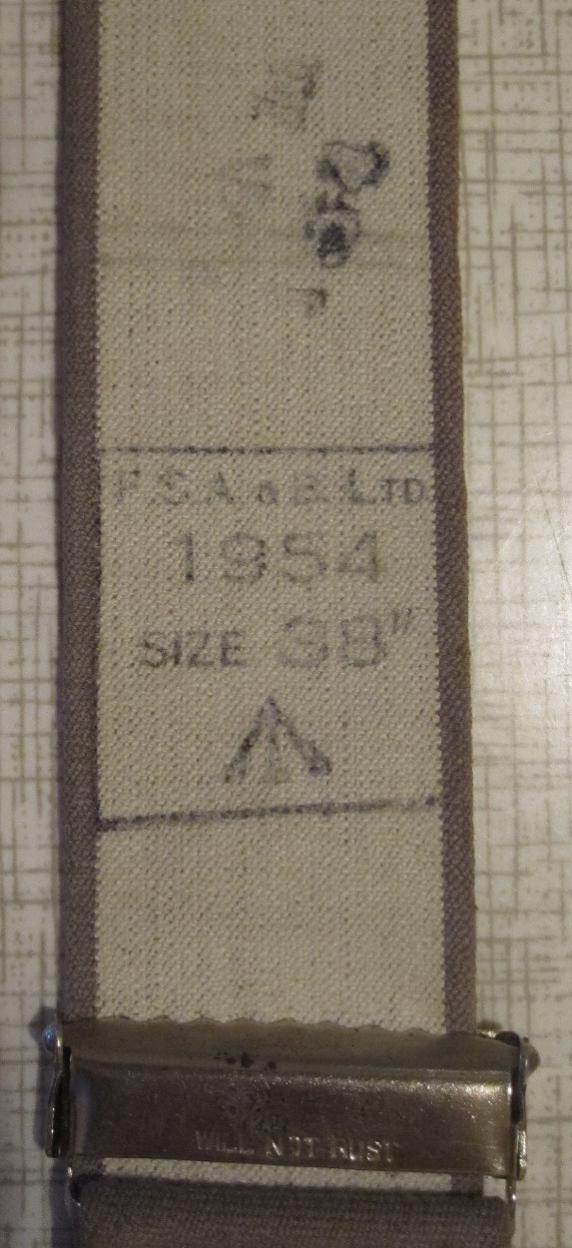 F.S.A. & B. LTD
1954
SIZE 38"
WILL NOT RUST